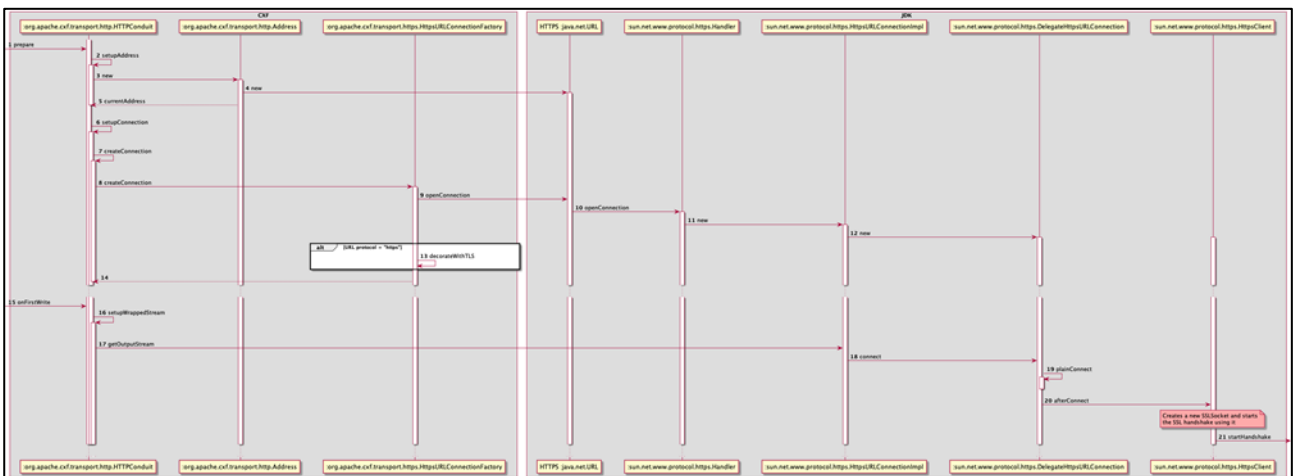 CXF
JDK
:org.apache.cxf.transport.http.HTTPConduit
:org.apache.cxf.transport.http.Address
:org.apache.cxf.transport.https.HttpsURLConnectionFactory
HTTPS :java.net.URL
:sun.net.www.protocol.https.Handler
:sun.net.www.protocol.https.HttpsURLConnectionImpl
:sun.net.www.protocol.https.DelegateHttpsURLConnection
:sun.net.www.protocol.https.HttpsClient
1 prepare
2 setupAddress
3 new
4 new
5 currentAddress
6 setupConnection
7 createConnection
8 createConnection
9 openConnection
10 openConnection
11 new
12 new
alt
[URL protocol = "https"]
13 decorateWithTLS
14
15 onFirstWrite
16 setupWrappedStream
17 getOutputStream
18 connect
19 plainConnect
20 afterConnect
Creates a new SSLSocket and starts
the SSL handshake using it
21 startHandshake
:org.apache.cxf.transport.http.HTTPConduit
:org.apache.cxf.transport.http.Address
:org.apache.cxf.transport.https.HttpsURLConnectionFactory
HTTPS :java.net.URL
:sun.net.www.protocol.https.Handler
:sun.net.www.protocol.https.HttpsURLConnectionImpl
:sun.net.www.protocol.https.DelegateHttpsURLConnection
:sun.net.www.protocol.https.HttpsClient